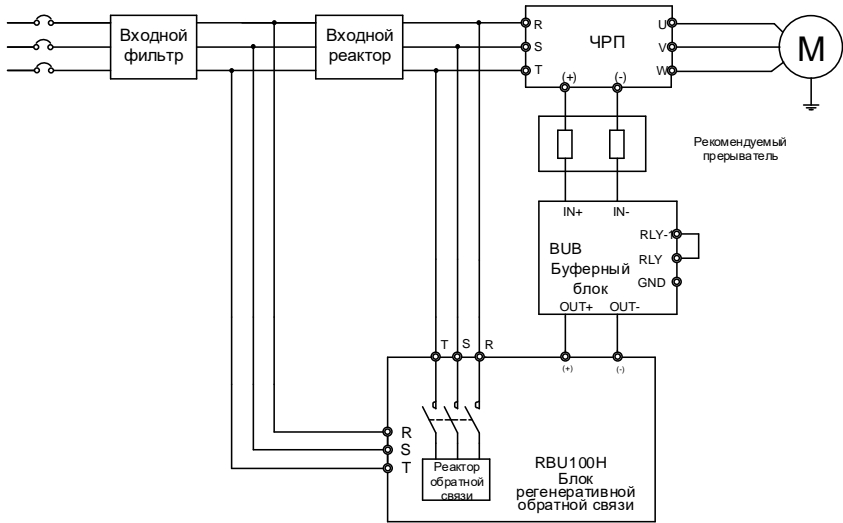 Входной
фильтр
Входной
реактор
R
S
T
ЧРП
U
V
W
(+)
(-)
M
Рекомендуемый
прерыватель
IN+
IN-
BUB
Буферный
блок
RLY-1
RLY
GND
OUT+
OUT-
T
S
R
(+)
(-)
R
S
T
Реактор
обратной
связи
RBU100H
Блок
регенеративной
обратной связи